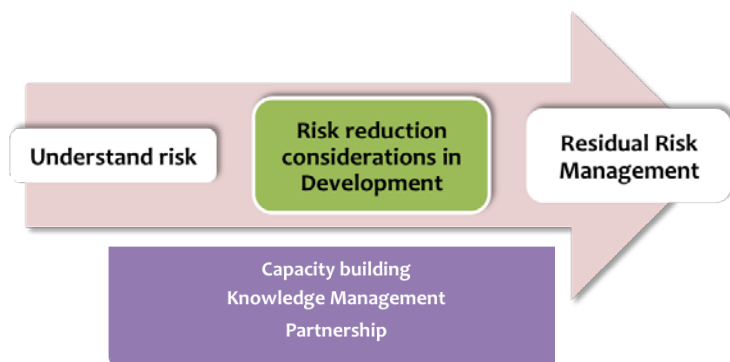 Understand risk
Risk reduction
considerations in
Development
Residual Risk
Management
Capacity building
Knowledge Management
Partnership